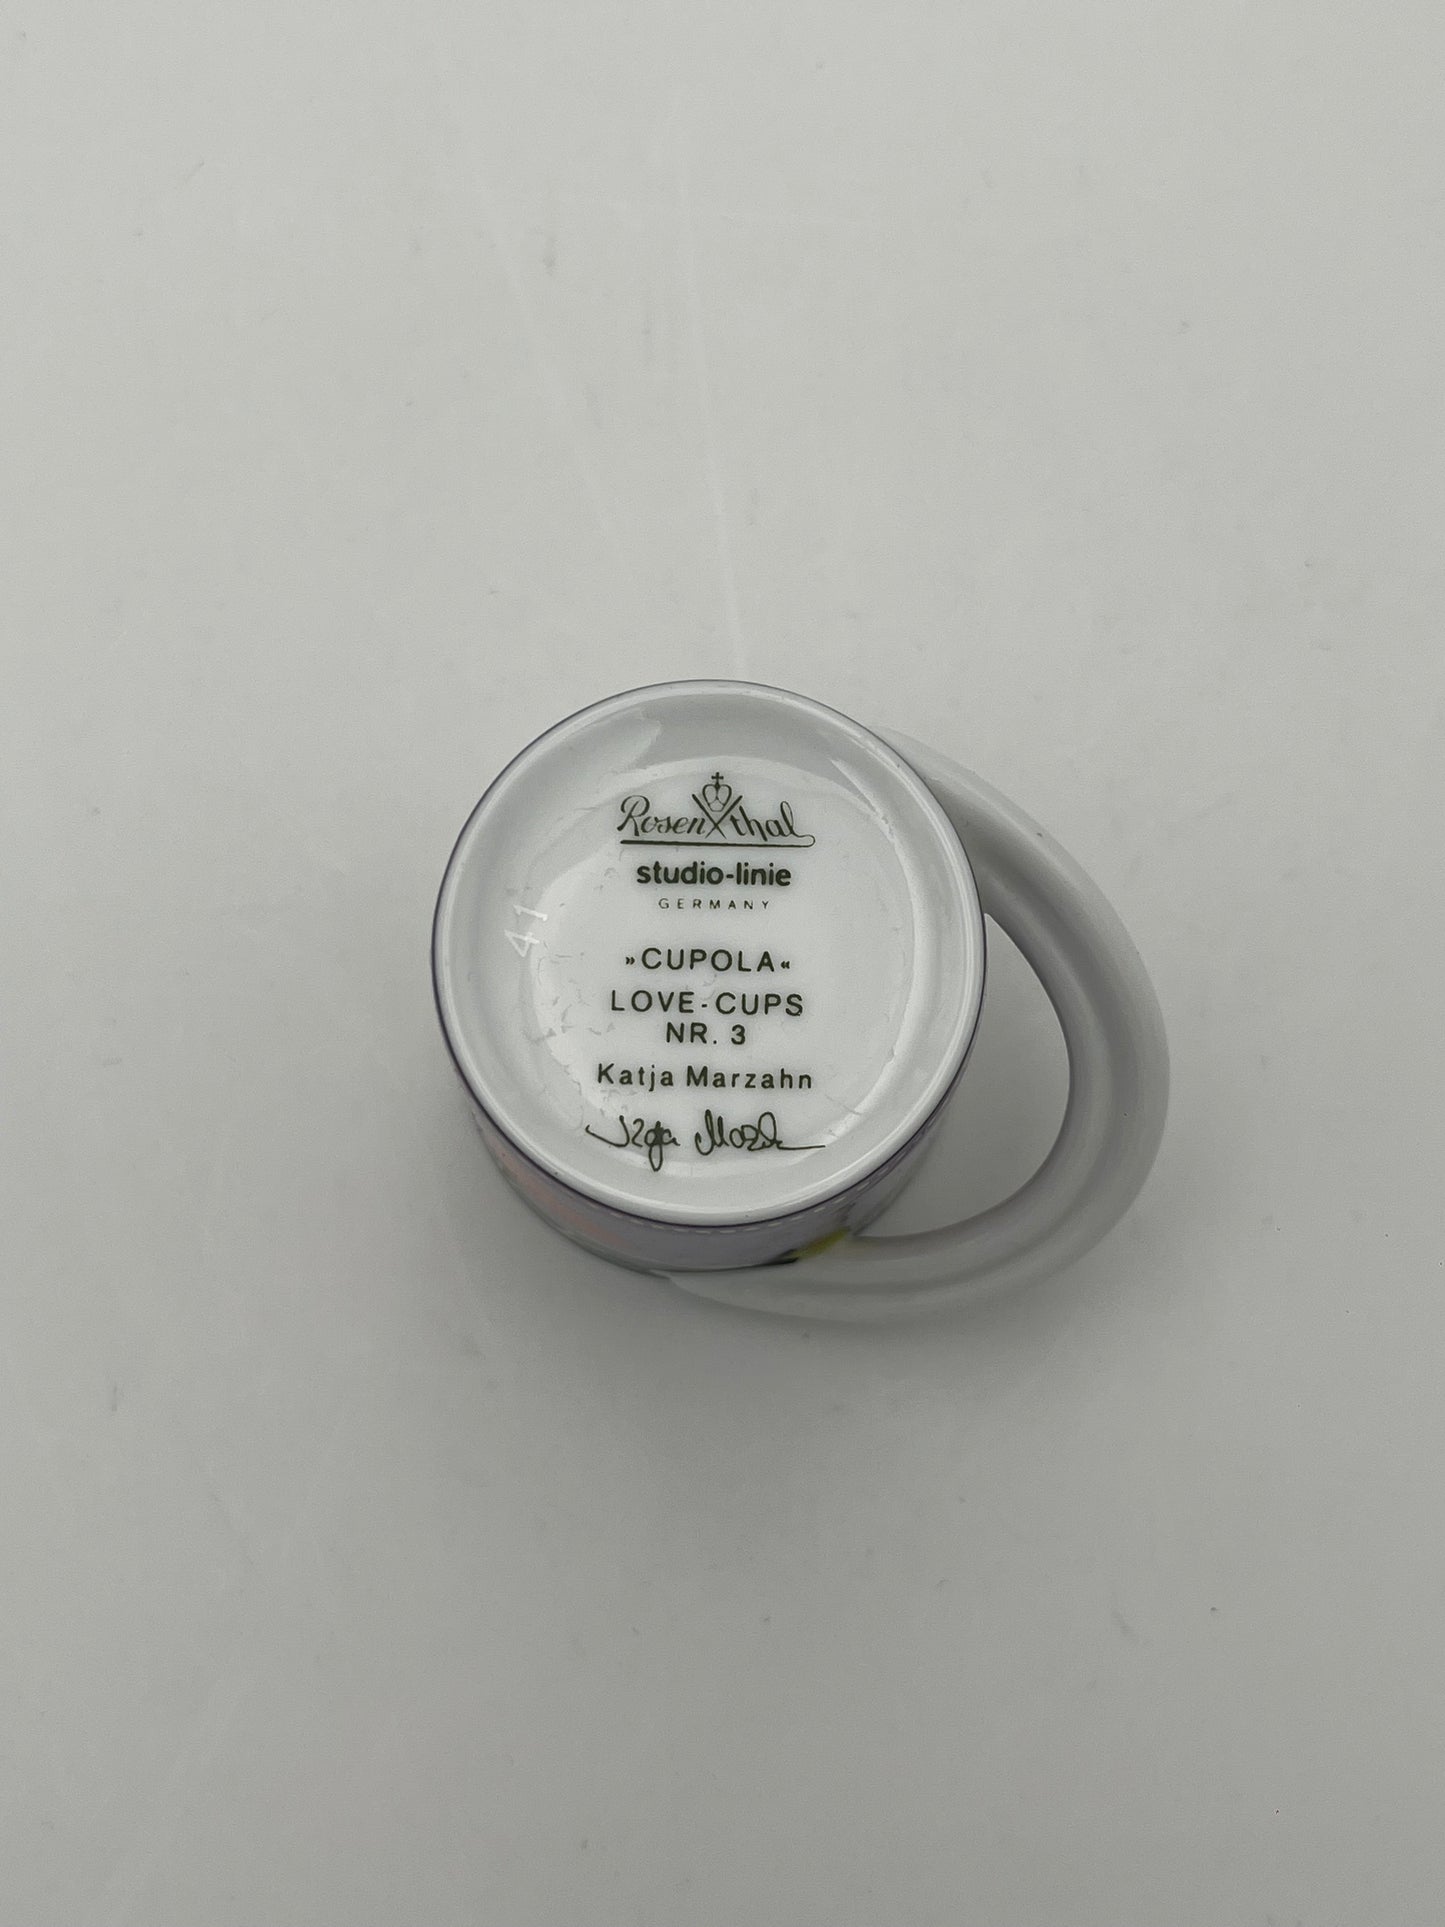 Rosenthal
studio-linie
GERMANY
»CUPOLA«
LOVE-CUPS
NR. 3
Katja Marzahn
41